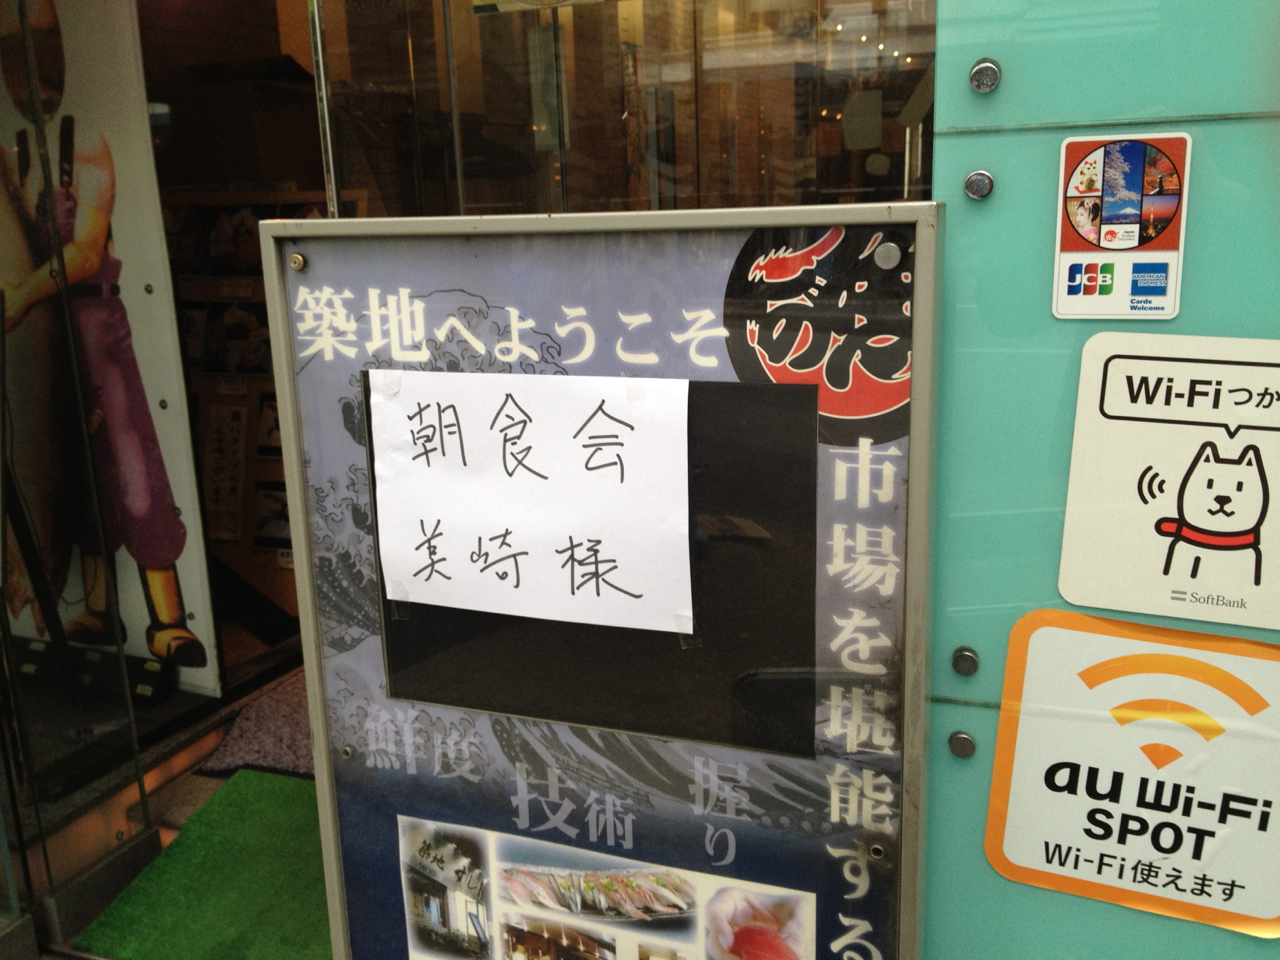 築地へようこそ
朝食会
美崎様
市場を堪能する
鮮度
技術
握り
JCB
AMERICAN EXPRESS
Cards Welcome
Wi-Fiつか
SoftBank
au Wi-Fi
SPOT
Wi-Fi使えます